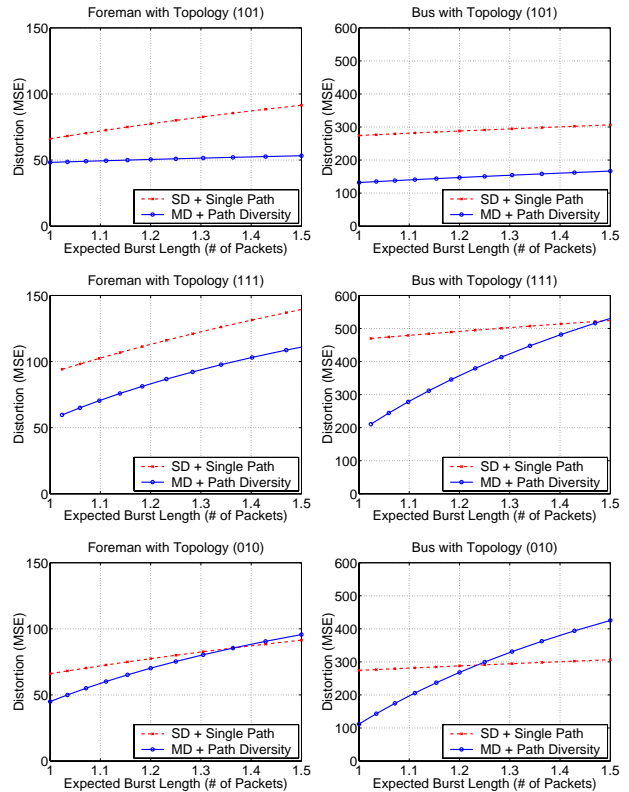 Foreman with Topology (101)
150
100
50
0
Distortion (MSE)
SD + Single Path
MD + Path Diversity
1 1.1 1.2 1.3 1.4 1.5
Expected Burst Length (# of Packets)
Bus with Topology (101)
600
500
400
300
200
100
0
Distortion (MSE)
SD + Single Path
MD + Path Diversity
1 1.1 1.2 1.3 1.4 1.5
Expected Burst Length (# of Packets)
Foreman with Topology (111)
150
100
50
0
Distortion (MSE)
SD + Single Path
MD + Path Diversity
1 1.1 1.2 1.3 1.4 1.5
Expected Burst Length (# of Packets)
Bus with Topology (111)
600
500
400
300
200
100
0
Distortion (MSE)
SD + Single Path
MD + Path Diversity
1 1.1 1.2 1.3 1.4 1.5
Expected Burst Length (# of Packets)
Foreman with Topology (010)
150
100
50
0
Distortion (MSE)
SD + Single Path
MD + Path Diversity
1 1.1 1.2 1.3 1.4 1.5
Expected Burst Length (# of Packets)
Bus with Topology (010)
600
500
400
300
200
100
0
Distortion (MSE)
SD + Single Path
MD + Path Diversity
1 1.1 1.2 1.3 1.4 1.5
Expected Burst Length (# of Packets)